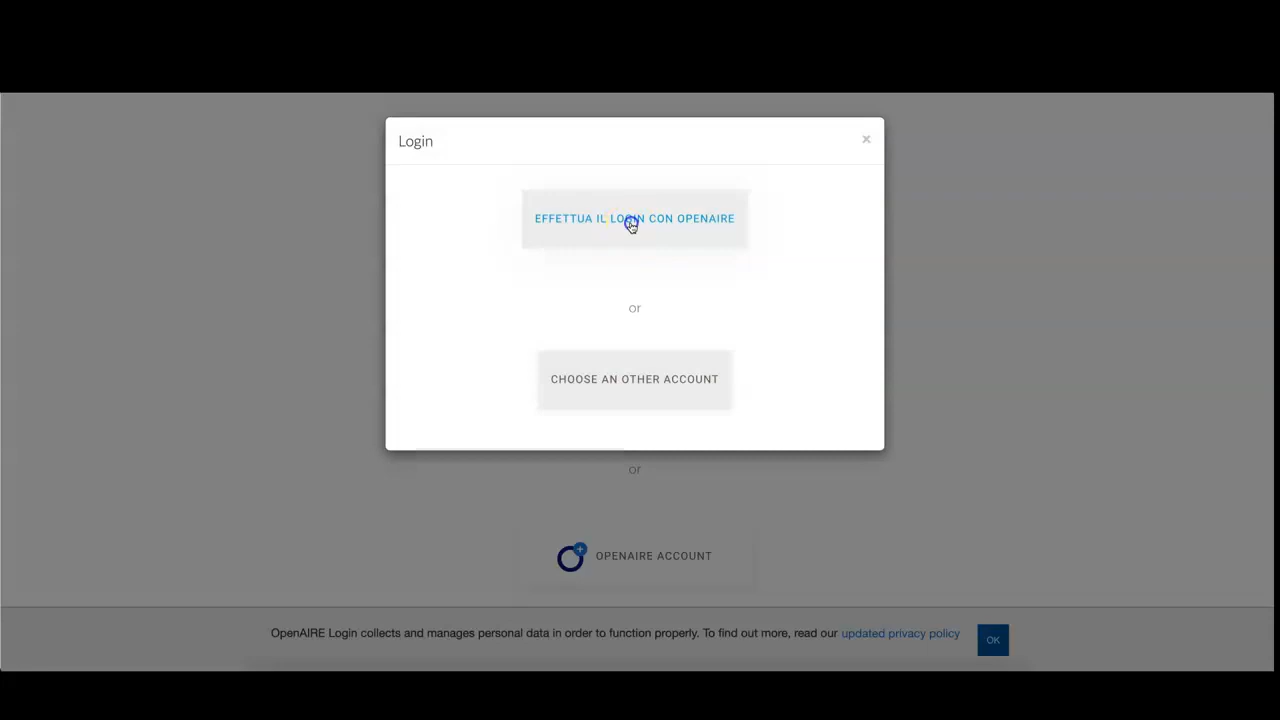 Login
×
EFFETTUA IL LOGIN CON OPENAIRE
or
CHOOSE AN OTHER ACCOUNT
or
OPENAIRE ACCOUNT
OpenAIRE Login collects and manages personal data in order to function properly. To find out more, read our updated privacy policy
OK